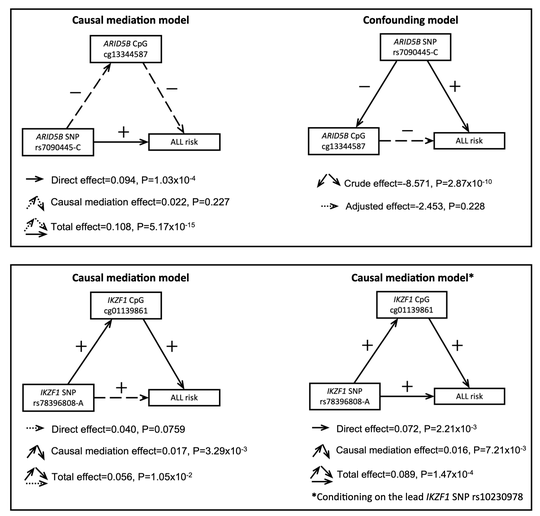 Causal mediation model
ARID5B CpG
cg13344587
−
−
ARID5B SNP
rs7090445-C
+
ALL risk
Direct effect=0.094, P=1.03x10-4
Causal mediation effect=0.022, P=0.227
Total effect=0.108, P=5.17x10-15
Confounding model
ARID5B SNP
rs7090445-C
−
+
ARID5B CpG
cg13344587
−
ALL risk
Crude effect=-8.571, P=2.87x10-10
Adjusted effect=-2.453, P=0.228
Causal mediation model
IKZF1 CpG
cg01139861
+
+
IKZF1 SNP
rs78396808-A
+
ALL risk
Direct effect=0.040, P=0.0759
Causal mediation effect=0.017, P=3.29x10-3
Total effect=0.056, P=1.05x10-2
Causal mediation model*
IKZF1 CpG
cg01139861
+
+
IKZF1 SNP
rs78396808-A
+
ALL risk
Direct effect=0.072, P=2.21x10-3
Causal mediation effect=0.016, P=7.21x10-3
Total effect=0.089, P=1.47x10-4
*Conditioning on the lead IKZF1 SNP rs10230978